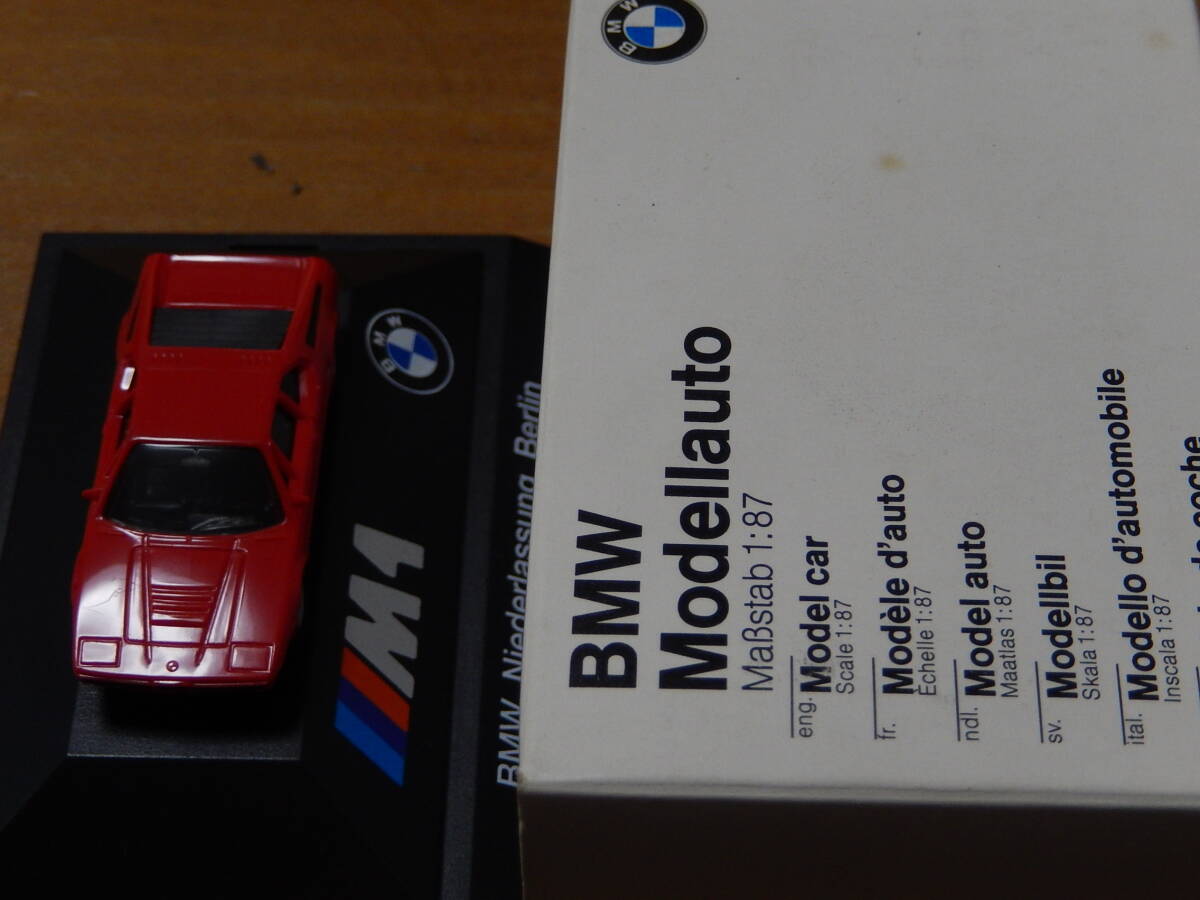 BMW
BMW
Modellauto
Maßstab 1:87
eng.
Model car
Scale 1:87
fr.
Modèle d'auto
Echelle 1:87
ndl.
Model auto
Maatlas 1:87
sv.
Modellbil
Skala 1:87
ital.
Modello d'automobile
Inscala 1:87
coche
BMW
M1
BMW Niederlassung Berlin